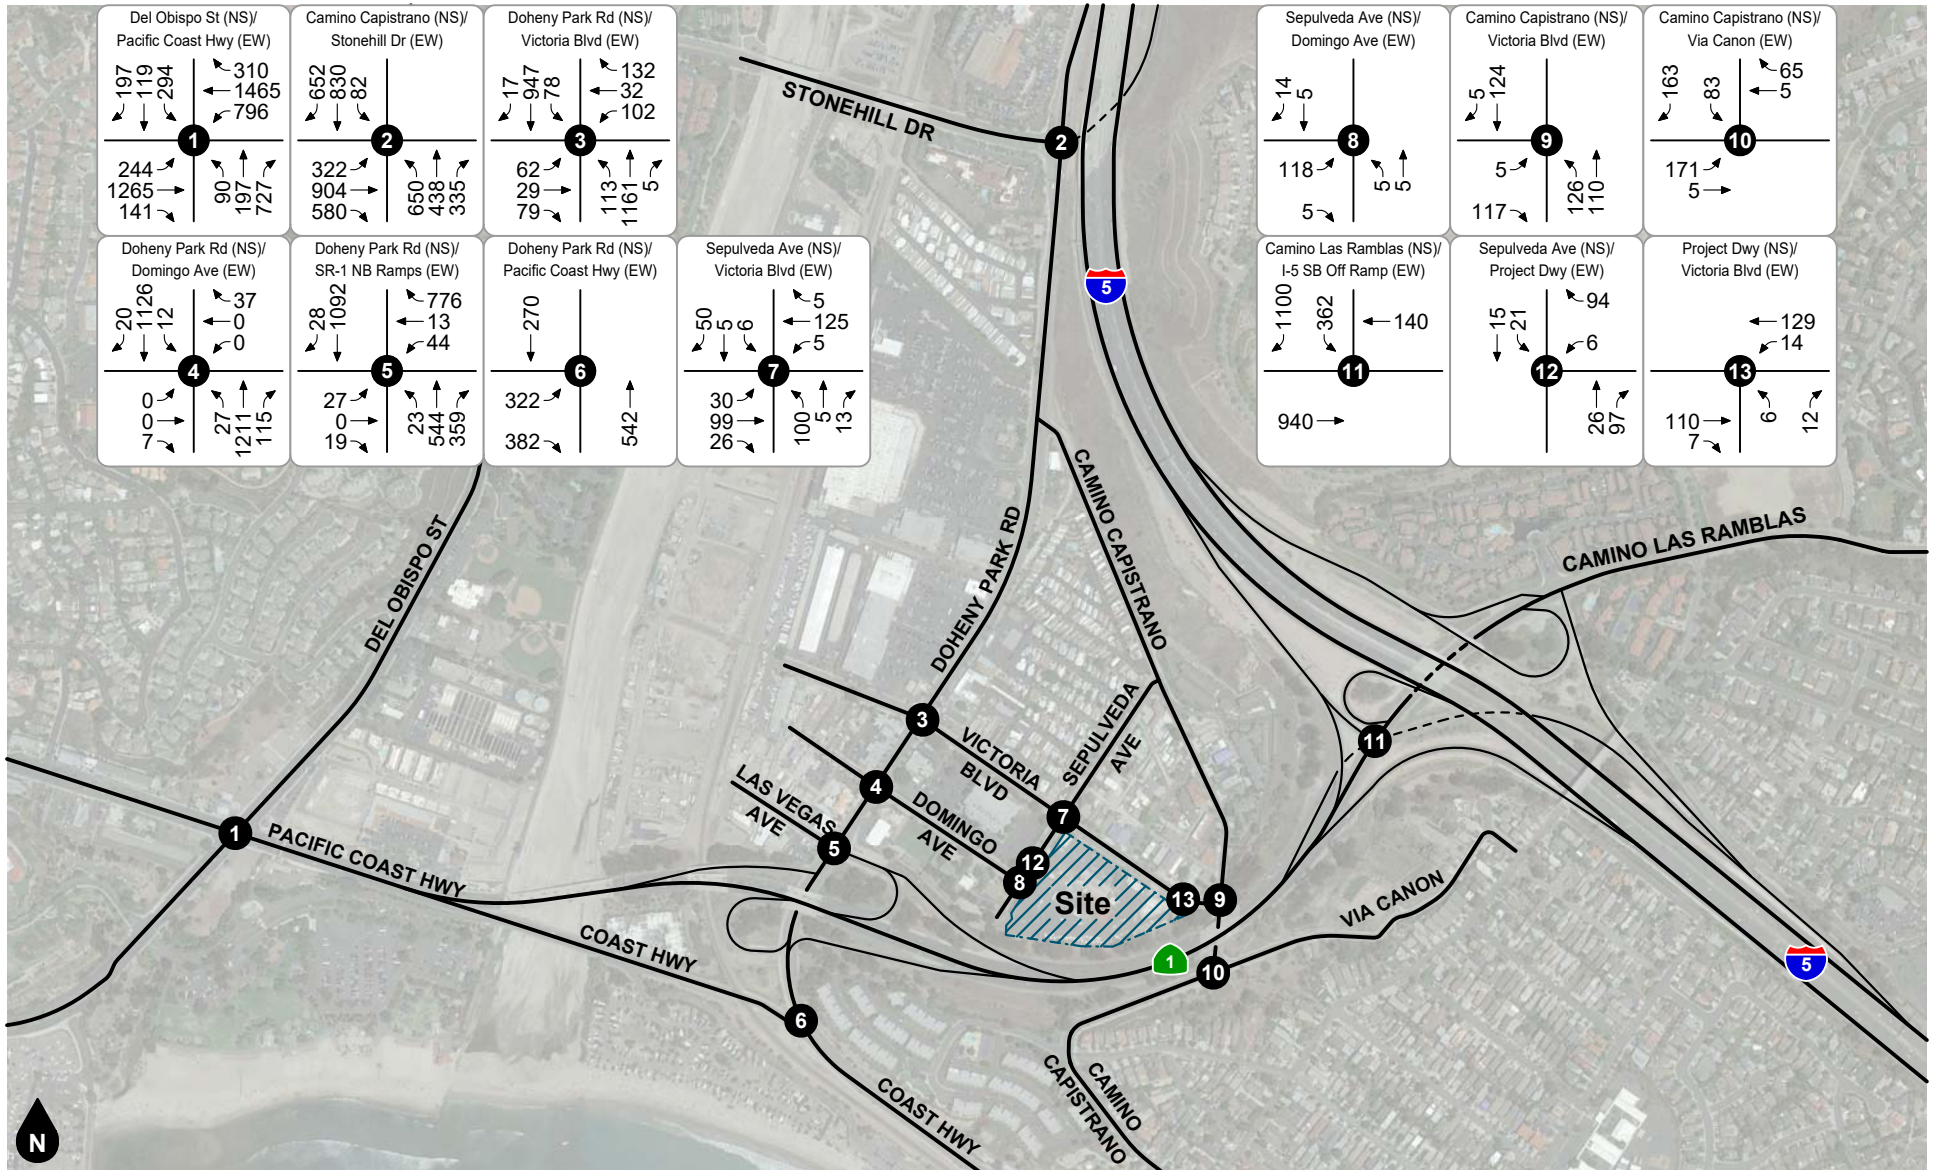 Del Obispo St (NS)/
Pacific Coast Hwy (EW)
197 119 294
310
1465
796
1
244
1265
141
90 197 727
Camino Capistrano (NS)/
Stonehill Dr (EW)
652 830 82
2
322
904
580
650 438 335
Doheny Park Rd (NS)/
Victoria Blvd (EW)
17 947 78
132
32
102
3
62
29
79
113 1161 5
Sepulveda Ave (NS)/
Domingo Ave (EW)
14 5
8
118
5
5 5
Camino Capistrano (NS)/
Victoria Blvd (EW)
5 124
9
5
117
126 110
Camino Capistrano (NS)/
Via Canon (EW)
163 83
65
5
10
171
5
Doheny Park Rd (NS)/
Domingo Ave (EW)
20 1126 12
37
0
0
4
0
0
7
27 1211 115
Doheny Park Rd (NS)/
SR-1 NB Ramps (EW)
28 1092
776
13
44
5
27
0
19
23 544 359
Doheny Park Rd (NS)/
Pacific Coast Hwy (EW)
270
6
322
382
542
Sepulveda Ave (NS)/
Victoria Blvd (EW)
50 5 6
5
125
5
7
30
99
26
100 5 13
Camino Las Ramblas (NS)/
I-5 SB Off Ramp (EW)
1100 362
140
11
940
Sepulveda Ave (NS)/
Project Dwy (EW)
15 21
94
6
12
26 97
Project Dwy (NS)/
Victoria Blvd (EW)
129
14
13
110
7
6 12
STONEHILL DR
2
5
DEL OBISPO ST
DOHENY PARK RD
CAMINO CAPISTRANO
CAMINO LAS RAMBLAS
3
VICTORIA
BLVD
SEPULVEDA
AVE
11
4
LAS VEGAS
AVE
DOMINGO
AVE
7
1
PACIFIC COAST HWY
5
12
8
Site
13
9
VIA CANON
COAST HWY
1
10
5
6
COAST HWY
CAMINO
CAPISTRANO
N